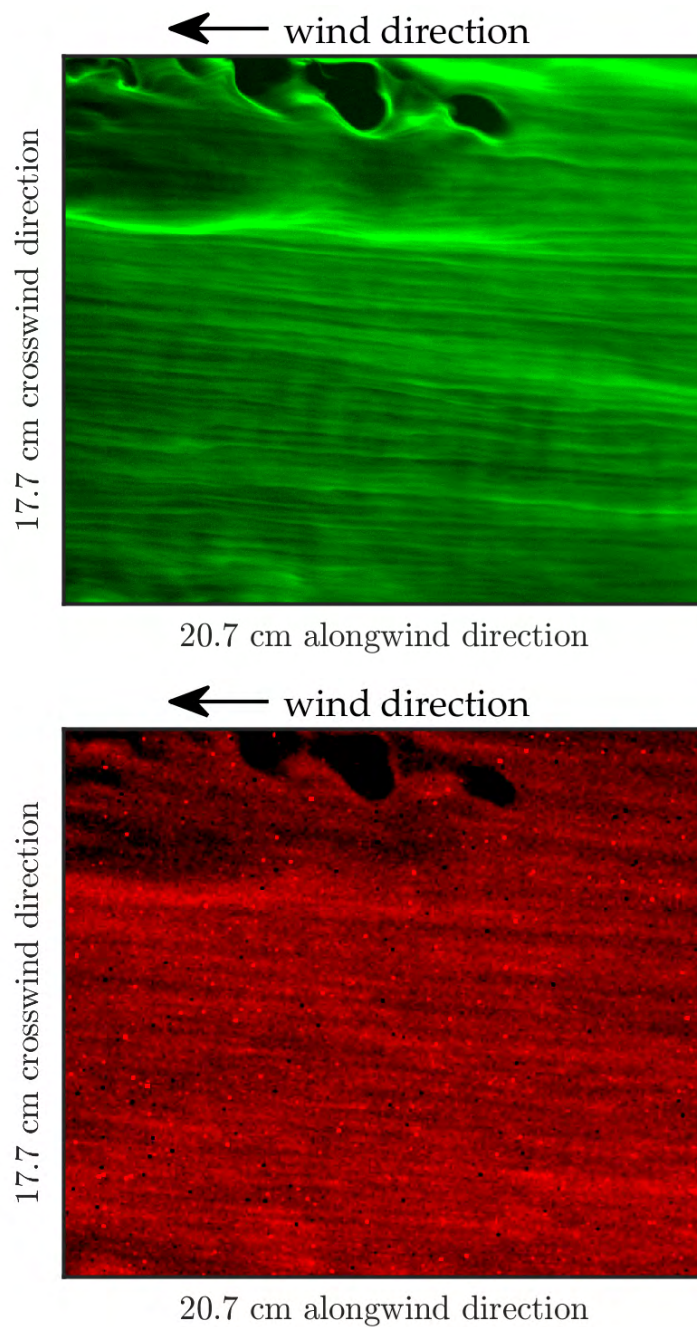 wind direction
17.7 cm crosswind direction
20.7 cm alongwind direction
wind direction
17.7 cm crosswind direction
20.7 cm alongwind direction